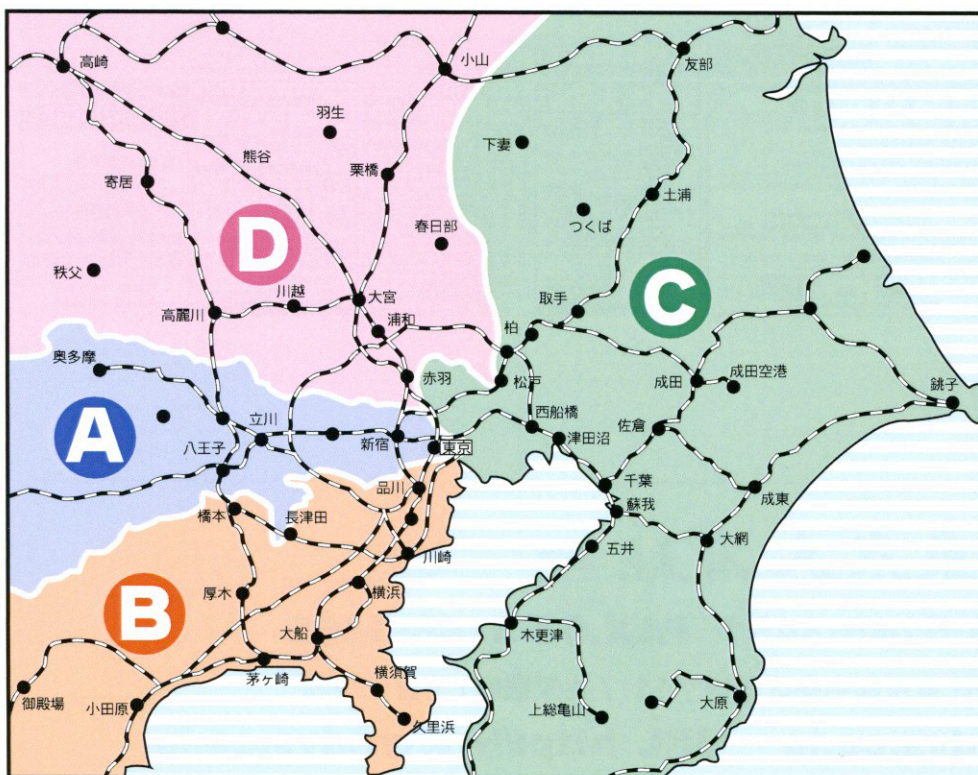 高崎
小山
友部
羽生
下妻
熊谷
栗橋
寄居
土浦
つくば
春日部
D
C
秩父
川越
大宮
取手
高麗川
浦和
柏
奥多摩
赤羽
松戸
成田
成田空港
銚子
A
立川
新宿
西船橋
佐倉
八王子
東京
津田沼
品川
千葉
成東
橋本
長津田
蘇我
川崎
五井
大網
B
厚木
横浜
大船
木更津
茅ヶ崎
横須賀
御殿場
小田原
久里浜
上総亀山
大原